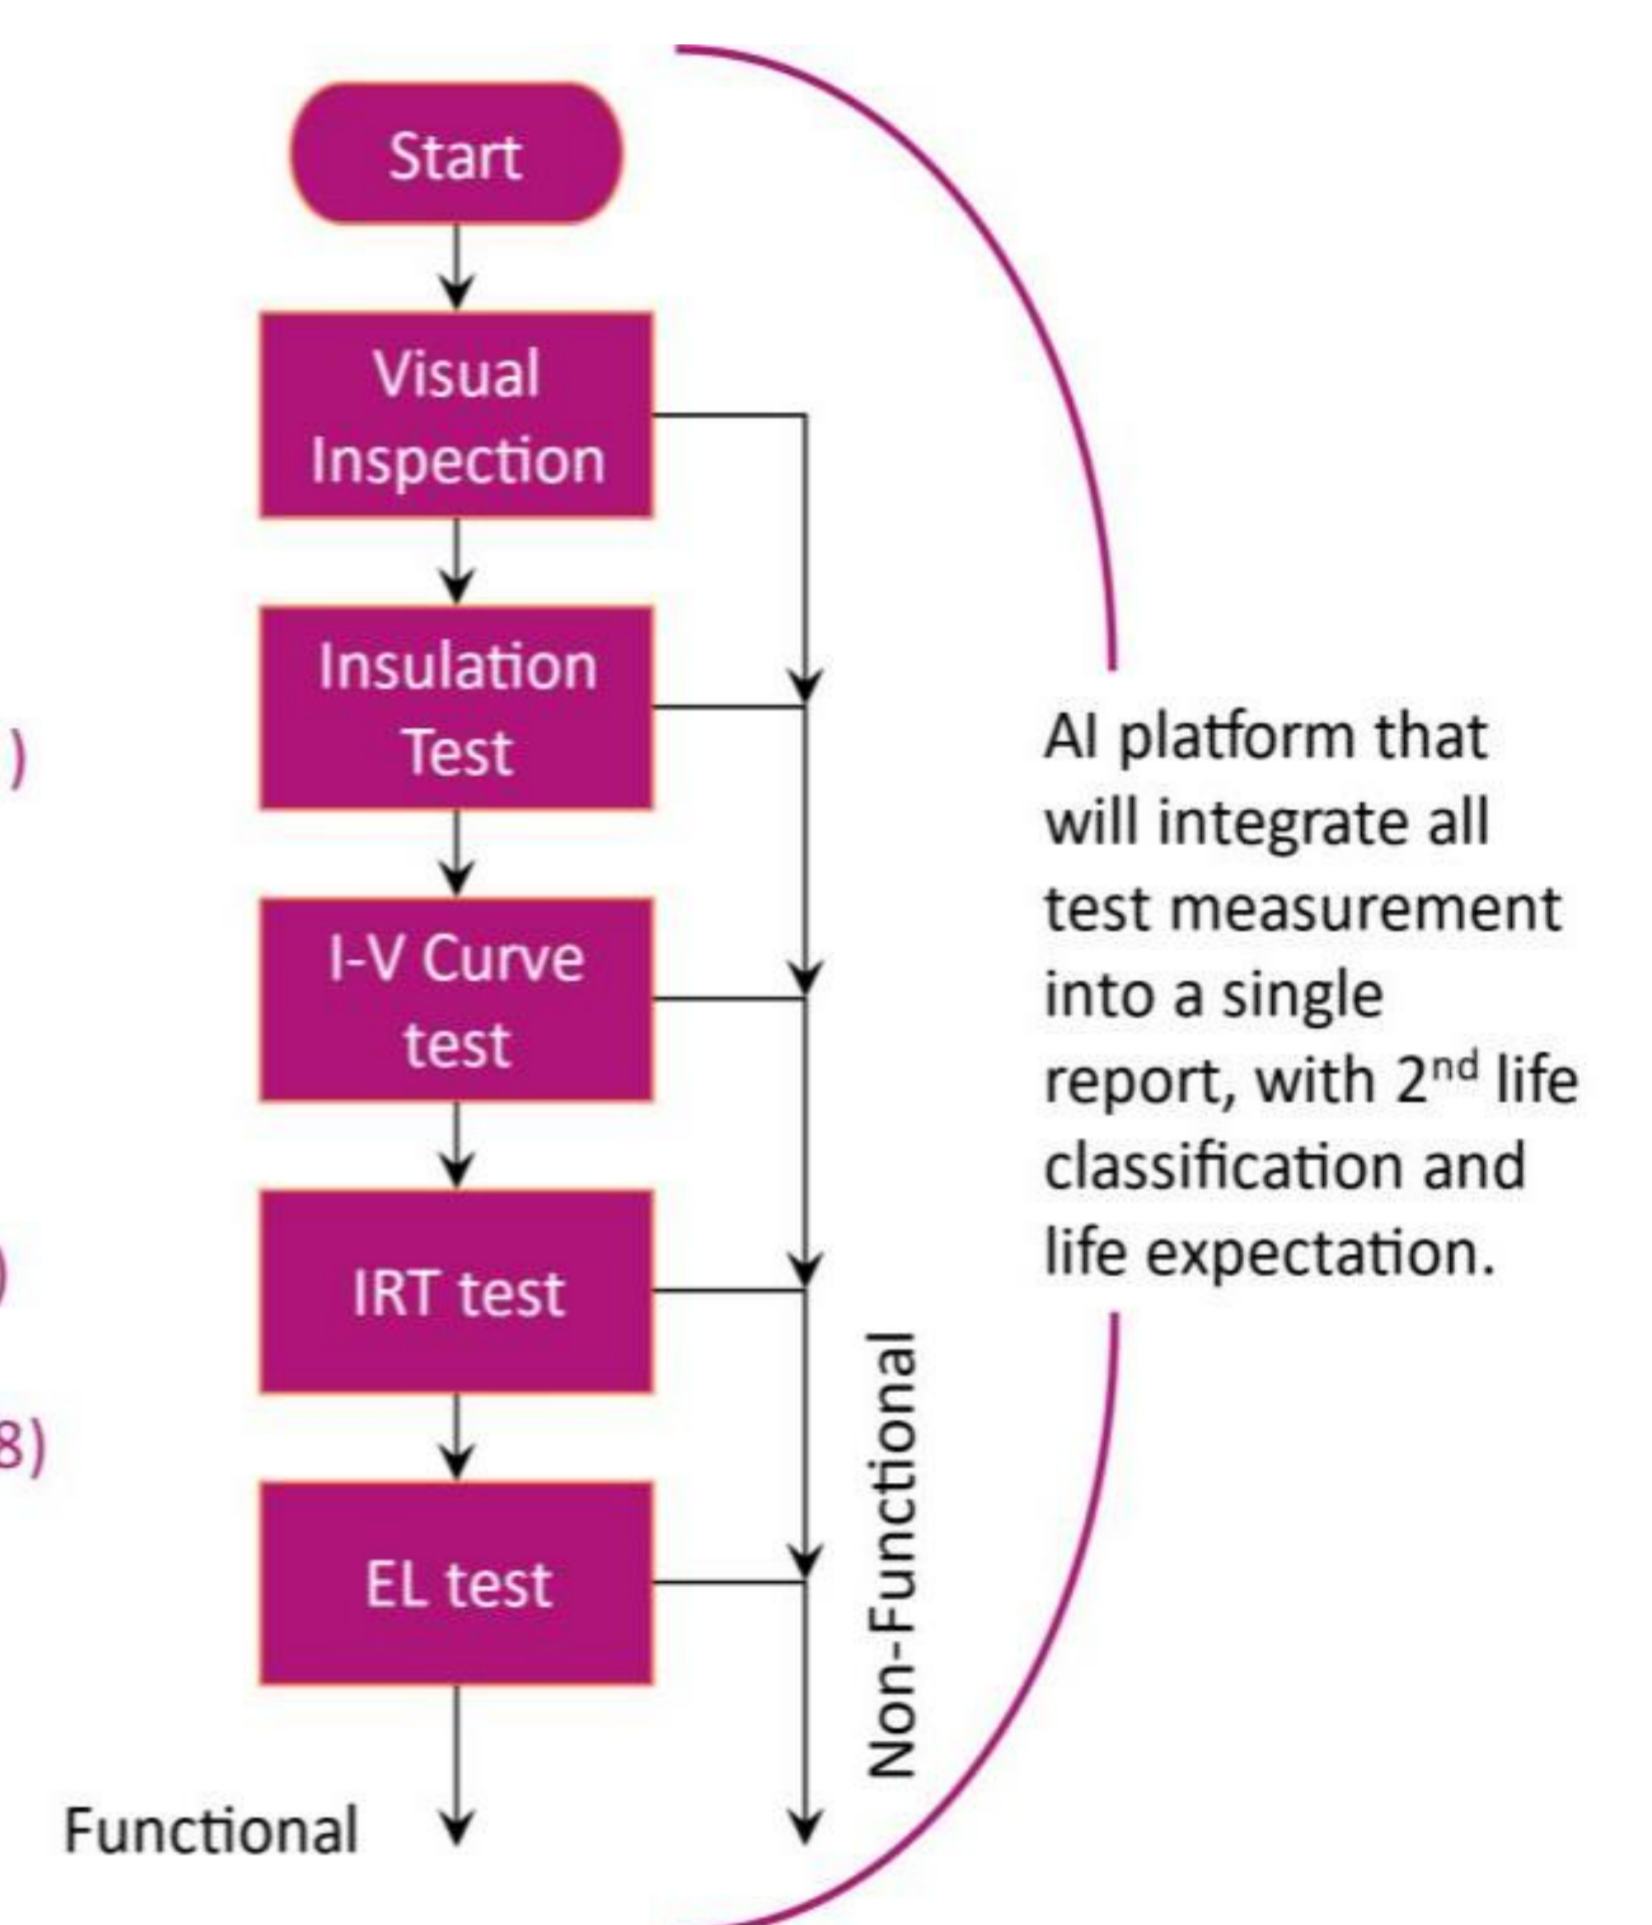 Start
Visual
Inspection
Insulation
Test
)
I-V Curve
test
IRT test
)
8)
EL test
Functional
Non-Functional
AI platform that
will integrate all
test measurement
into a single
report, with 2nd life
classification and
life expectation.